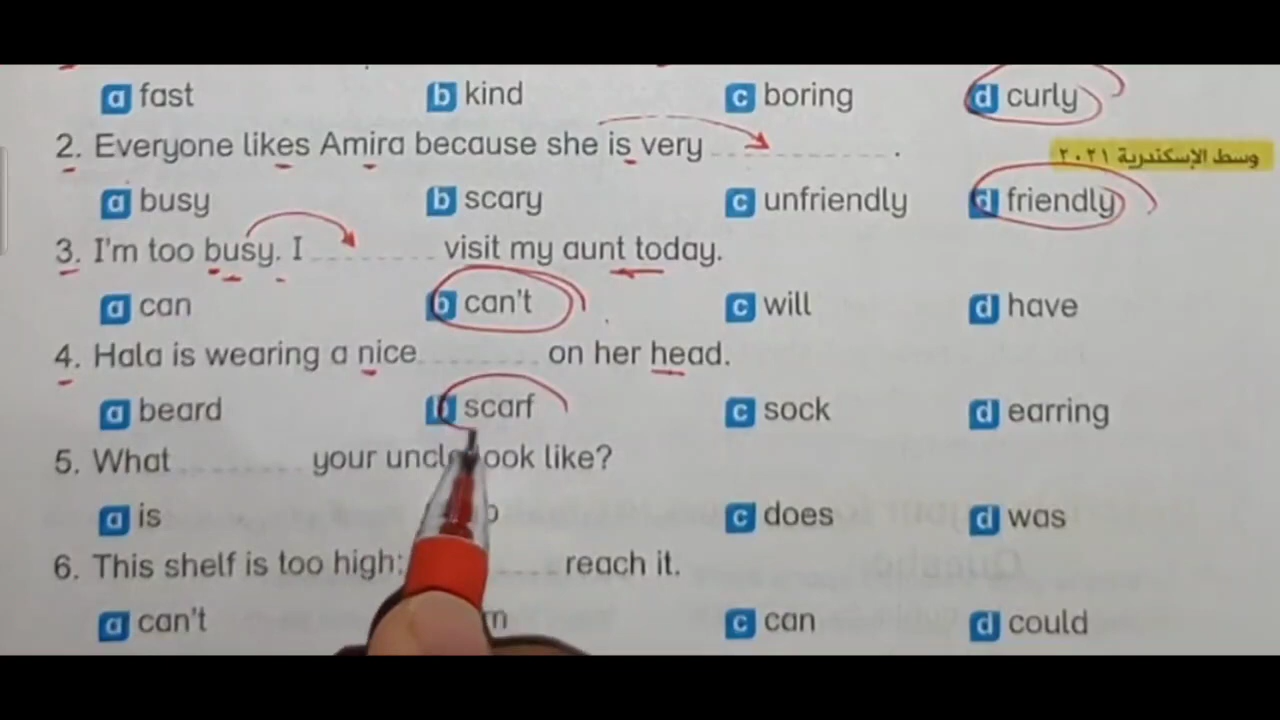 a fast b kind c boring d curly
2. Everyone likes Amira because she is very .......... .
وسط الإسكندرية ٢٠٢١
a busy b scary c unfriendly d friendly
3. I'm too busy. I .......... visit my aunt today.
a can b can't c will d have
4. Hala is wearing a nice .......... on her head.
a beard b scarf c sock d earring
5. What .......... your uncle look like?
a is c does d was
6. This shelf is too high; .......... reach it.
a can't c can d could